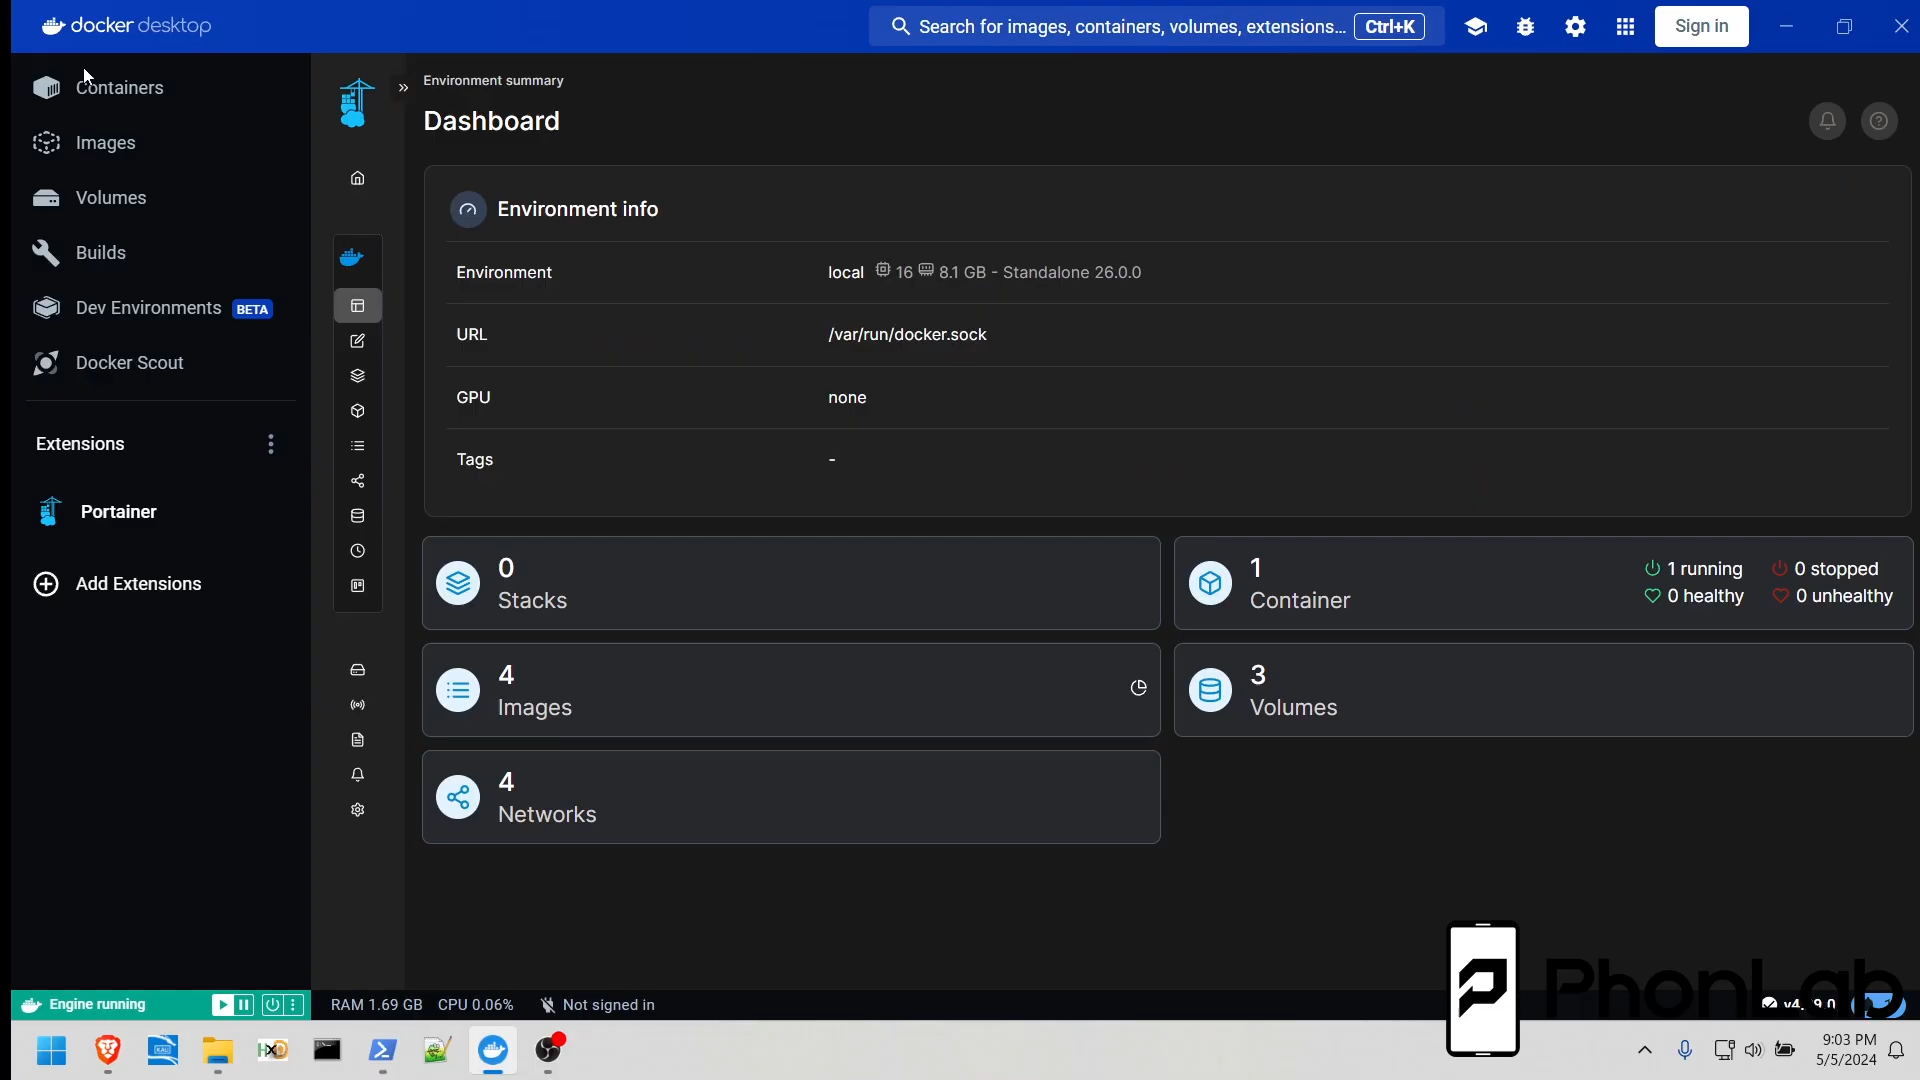 docker desktop
Search for images, containers, volumes, extensions... Ctrl+K
Sign in
Containers
Images
Volumes
Builds
Dev Environments BETA
Docker Scout
Extensions
Portainer
Add Extensions
Environment summary
Dashboard
Environment info
Environment local 16 8.1 GB - Standalone 26.0.0
URL /var/run/docker.sock
GPU none
Tags -
0
Stacks
1
Container
1 running 0 stopped
0 healthy 0 unhealthy
4
Images
3
Volumes
4
Networks
PhonLab
Engine running
RAM 1.69 GB CPU 0.06% Not signed in
KALI
HXD
9:03 PM
5/5/2024